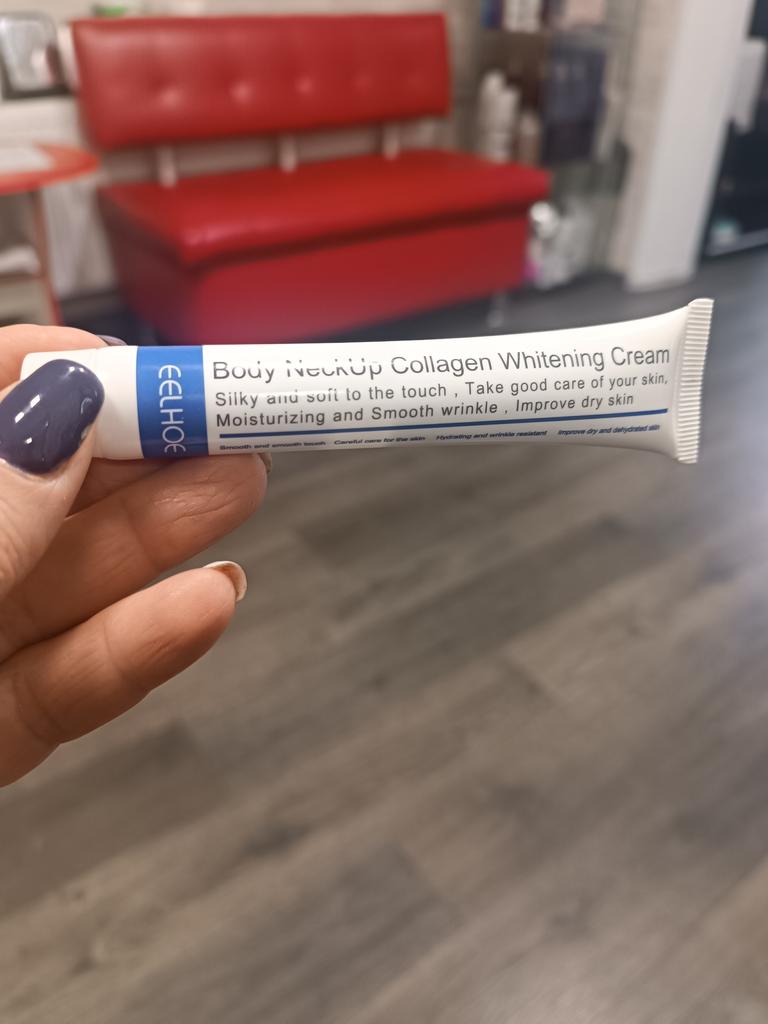 EELHOE
Body NeckUp Collagen Whitening Cream
Silky and soft to the touch , Take good care of your skin,
Moisturizing and Smooth wrinkle , Improve dry skin
Smooth and smooth touch Careful care for the skin Hydrating and wrinkle resistant Improve dry and dehydrated skin